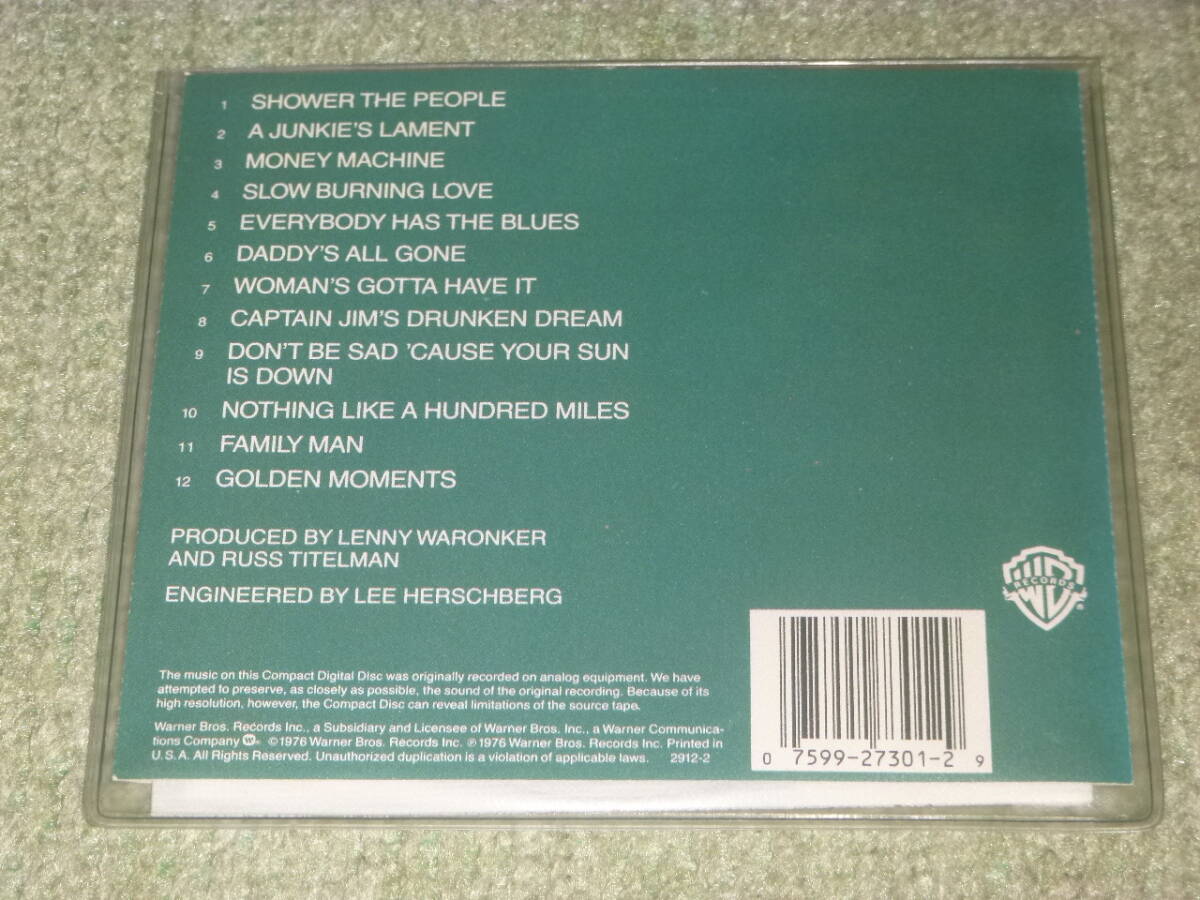 1 SHOWER THE PEOPLE
2 A JUNKIE'S LAMENT
3 MONEY MACHINE
4 SLOW BURNING LOVE
5 EVERYBODY HAS THE BLUES
6 DADDY'S ALL GONE
7 WOMAN'S GOTTA HAVE IT
8 CAPTAIN JIM'S DRUNKEN DREAM
9 DON'T BE SAD 'CAUSE YOUR SUN
IS DOWN
10 NOTHING LIKE A HUNDRED MILES
11 FAMILY MAN
12 GOLDEN MOMENTS
PRODUCED BY LENNY WARONKER
AND RUSS TITELMAN
ENGINEERED BY LEE HERSCHBERG
The music on this Compact Digital Disc was originally recorded on analog equipment. We have
attempted to preserve, as closely as possible, the sound of the original recording. Because of its
high resolution, however, the Compact Disc can reveal limitations of the source tape.
Warner Bros. Records Inc., a Subsidiary and Licensee of Warner Bros. Inc., a Warner Communica-
tions Company ©1976 Warner Bros. Records Inc. ℗1976 Warner Bros. Records Inc. Printed in
U.S.A. All Rights Reserved. Unauthorized duplication is a violation of applicable laws. 2912-2
WB RECORDS ®
0 7599-27301-2 9